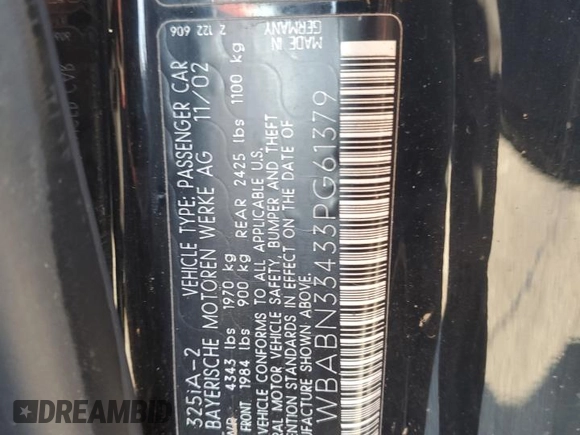 325iA-2 VEHICLE TYPE: PASSENGER CAR
BAYERISCHE MOTOREN WERKE AG 11/02
4343 lbs 1970 kg
FRONT 1984 lbs 900 kg REAR 2425 lbs 1100 kg
VEHICLE CONFORMS TO ALL APPLICABLE U.S.
MOTOR VEHICLE SAFETY, BUMPER AND THEFT
STANDARDS IN EFFECT ON THE DATE OF
MANUFACTURE SHOWN ABOVE.
WBABN33433PG61379
MADE IN GERMANY
Z 122 606
DREAMBID